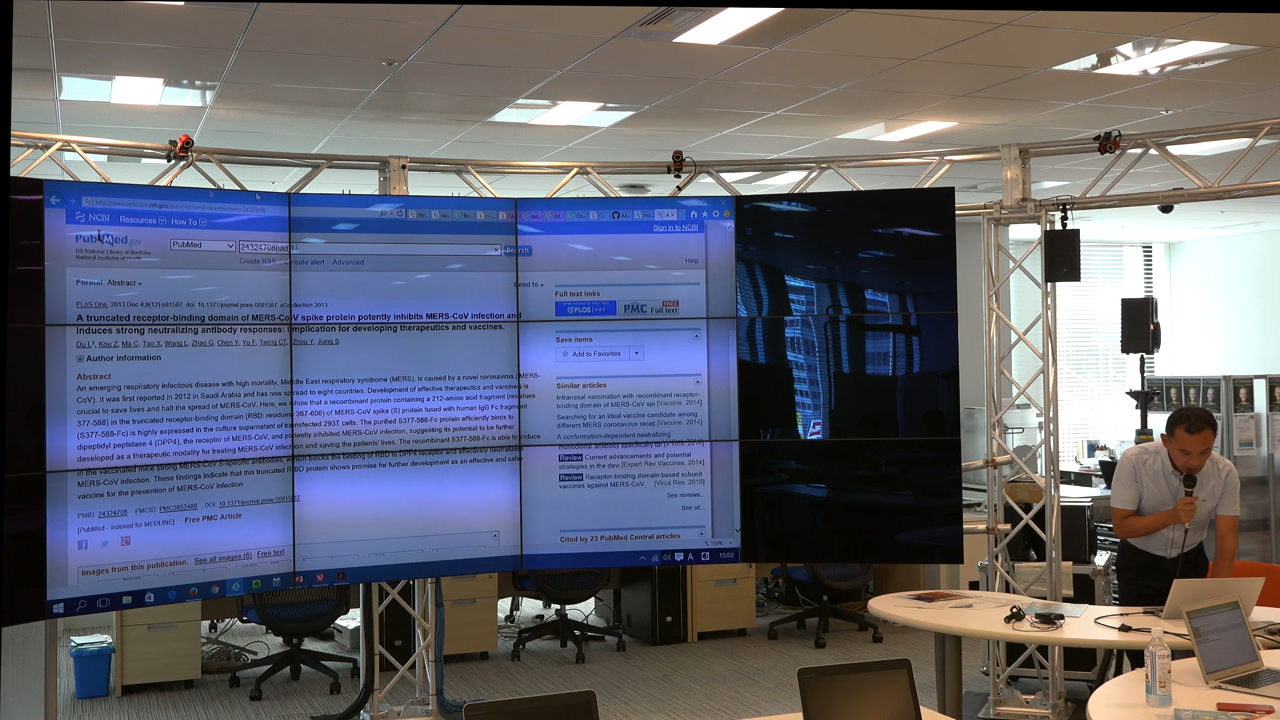 NCBI Resources How To
Sign in to NCBI
PubMed
US National Library of Medicine
National Institutes of Health
PubMed
24324708[uid]
Search
Create RSS Create alert Advanced
Help
Format: Abstract
Send to
PLoS One. 2013 Dec 4;8(12):e81587. doi: 10.1371/journal.pone.0081587. eCollection 2013.
A truncated receptor-binding domain of MERS-CoV spike protein potently inhibits MERS-CoV infection and
induces strong neutralizing antibody responses: implication for developing therapeutics and vaccines.
Du L1, Kou Z, Ma C, Tao X, Wang L, Zhao G, Chen Y, Yu F, Tseng CT, Zhou Y, Jiang S.
Author information
Abstract
An emerging respiratory infectious disease with high mortality, Middle East respiratory syndrome (MERS), is caused by a novel coronavirus (MERS-
CoV). It was first reported in 2012 in Saudi Arabia and has now spread to eight countries. Development of effective therapeutics and vaccines is
crucial to save lives and halt the spread of MERS-CoV. Here, we show that a recombinant protein containing a 212-amino acid fragment (residues
377-588) in the truncated receptor-binding domain (RBD: residues 367-606) of MERS-CoV spike (S) protein fused with human IgG Fc fragment
(S377-588-Fc) is highly expressed in the culture supernatant of transfected 293T cells. The purified S377-588-Fc protein efficiently binds to
dipeptidyl peptidase 4 (DPP4), the receptor of MERS-CoV, and potently inhibited MERS-CoV infection, suggesting its potential to be further
developed as a therapeutic modality for treating MERS-CoV infection and saving the patients' lives. The recombinant S377-588-Fc is able to induce
in the vaccinated mice strong MERS-CoV S-specific antibodies, which blocks the binding of RBD to DPP4 receptor and effectively neutralizes
MERS-CoV infection. These findings indicate that this truncated RBD protein shows promise for further development as an effective and safe
vaccine for the prevention of MERS-CoV infection.
PMID: 24324708 PMCID: PMC3852489 DOI: 10.1371/journal.pone.0081587
[PubMed - indexed for MEDLINE] Free PMC Article
Images from this publication. See all images (6) Free text
Full text links
PLOS
PMC FREE Full text
Save items
Add to Favorites
Similar articles
Intranasal vaccination with recombinant receptor-
binding domain of MERS-CoV spi [Vaccine. 2014]
Searching for an ideal vaccine candidate among
different MERS coronavirus recep [Vaccine. 2014]
A conformation-dependent neutralizing
monoclonal antibody specifically
Review Current advancements and potential
strategies in the dev [Expert Rev Vaccines. 2014]
Review Receptor-binding domain-based subunit
vaccines against MERS-CoV. [Virus Res. 2015]
See reviews...
See all...
Cited by 23 PubMed Central articles
150%
A 15:02